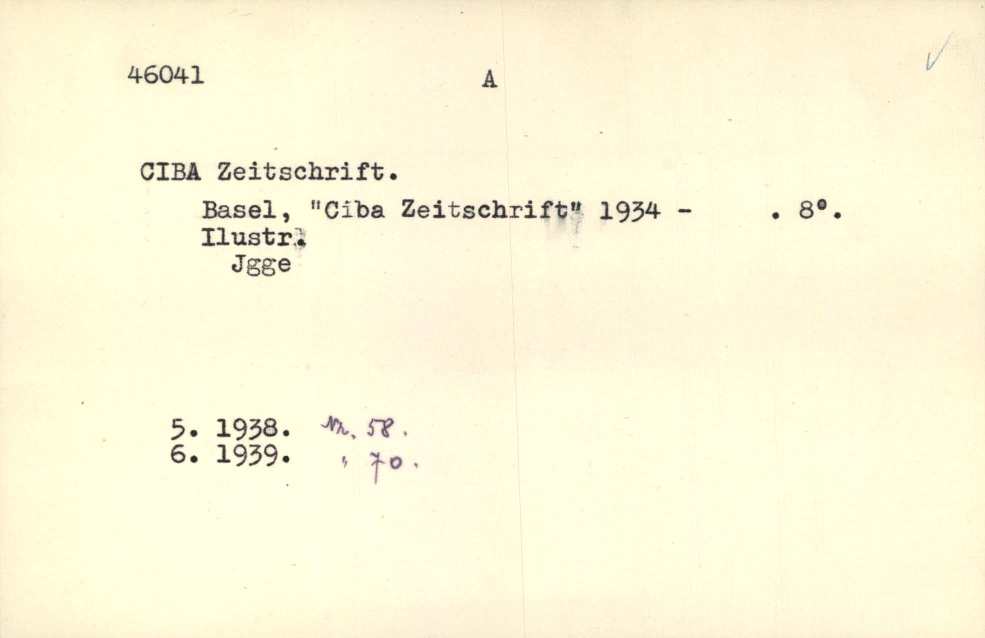 46041 A
CIBA Zeitschrift.
Basel, "Ciba Zeitschrift" 1934 - . 8°.
Ilustr.
Jgge
5. 1938. Nr. 58.
6. 1939. " 70.